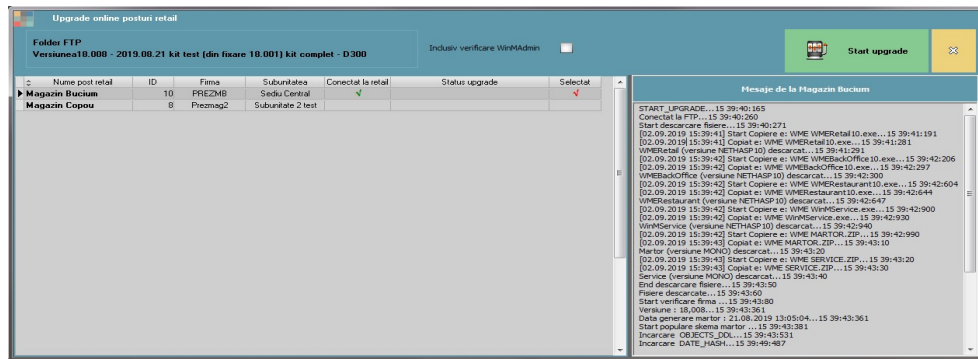 Upgrade online posturi retail
Folder FTP
Versiunea18.008 - 2019.08.21 kit test (din fixare 18.001) kit complet - D300
Inclusiv verificare WinMAdmin
Start upgrade
Nume post retail ID Firma Subunitatea Conectat la retail Status upgrade Selectat
Magazin Bucium 10 PREZMB Sediu Central
Magazin Copou 8 Prezmag2 Subunitate 2 test
Mesaje de la Magazin Bucium
START_UPGRADE...15 39:40:165
Conectat la FTP...15 39:40:260
Start descarcare fisiere...15 39:40:271
[02.09.2019 15:39:41] Start Copiere e: WME WMERetail10.exe...15 39:41:191
[02.09.2019 15:39:41] Copiat e: WME WMERetail10.exe...15 39:41:281
WMERetail (versiune NETHASP10) descarcat...15 39:41:291
[02.09.2019 15:39:42] Start Copiere e: WME WMEBackOffice10.exe...15 39:42:206
[02.09.2019 15:39:42] Copiat e: WME WMEBackOffice10.exe...15 39:42:297
WMEBackOffice (versiune NETHASP10) descarcat...15 39:42:300
[02.09.2019 15:39:42] Start Copiere e: WME WMERestaurant10.exe...15 39:42:604
[02.09.2019 15:39:42] Copiat e: WME WMERestaurant10.exe...15 39:42:644
WMERestaurant (versiune NETHASP10) descarcat...15 39:42:647
[02.09.2019 15:39:42] Start Copiere e: WME WinMService.exe...15 39:42:900
[02.09.2019 15:39:42] Copiat e: WME WinMService.exe...15 39:42:930
WinMService (versiune NETHASP10) descarcat...15 39:42:940
[02.09.2019 15:39:42] Start Copiere e: WME MARTOR.ZIP...15 39:42:990
[02.09.2019 15:39:43] Copiat e: WME MARTOR.ZIP...15 39:43:10
Martor (versiune MONO) descarcat...15 39:43:20
[02.09.2019 15:39:43] Start Copiere e: WME SERVICE.ZIP...15 39:43:20
[02.09.2019 15:39:43] Copiat e: WME SERVICE.ZIP...15 39:43:30
Service (versiune MONO) descarcat...15 39:43:40
End descarcare fisiere...15 39:43:50
Fisiere descarcate...15 39:43:60
Start verificare firma ...15 39:43:80
Versiune : 18,008...15 39:43:361
Data generare martor : 21.08.2019 13:05:04...15 39:43:361
Start populare skema martor ...15 39:43:381
Incarcare OBJECTS_DDL...15 39:43:531
Incarcare DATE_HASH...15 39:49:487